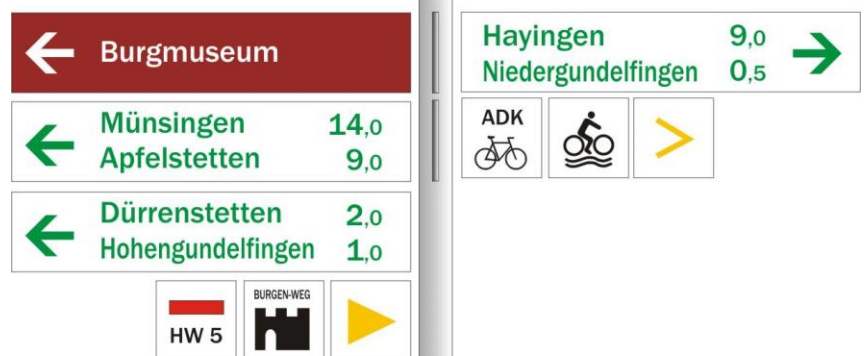 Burgmuseum
Münsingen 14,0
Apfelstetten 9,0
Dürrenstetten 2,0
Hohengundelfingen 1,0
HW 5
BURGEN-WEG
Hayingen 9,0
Niedergundelfingen 0,5
ADK